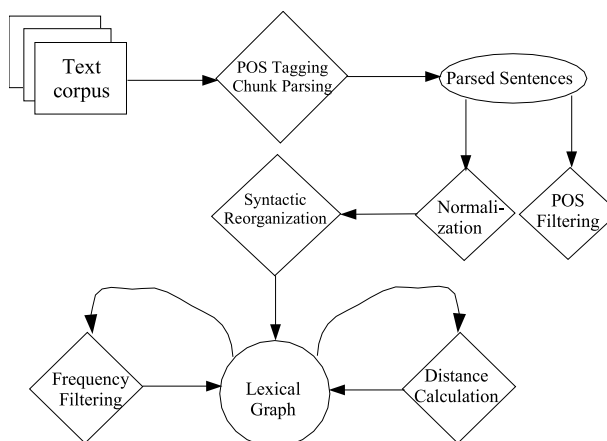 Text
corpus
POS Tagging
Chunk Parsing
Parsed Sentences
Syntactic
Reorganization
Normali-
zation
POS
Filtering
Frequency
Filtering
Lexical
Graph
Distance
Calculation